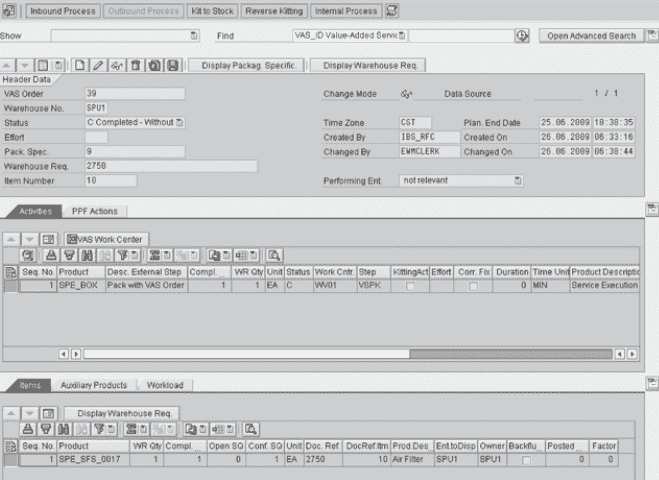 Inbound Process Outbound Process Kit to Stock Reverse Kitting Internal Process
Show Find VAS_ID Value-Added Servic Open Advanced Search
Display Packag. Specific. Display Warehouse Req.
Header Data
VAS Order 39 Change Mode Data Source 1 / 1
Warehouse No. SPU1
Status C Completed - Without Time Zone CST Plan. End Date 25.06.2009 18:38:35
Effort Created By IBS_RFC Created On 26.06.2009 06:33:16
Pack. Spec. 9 Changed By EWMCLERK Changed On 26.06.2009 06:38:44
Warehouse Req. 2750
Item Number 10 Performing Ent. not relevant
Activities PPF Actions
VAS Work Center
Seq. No. Product Desc. External Step Compl... WR Qty Unit Status Work Cntr. Step KittingAct Effort Corr. Fix Duration Time Unit Product Descriptio
1 SPE_BOX Pack with VAS Order 1 1 EA C WV01 VSPK 0 MIN Service Execution
Items Auxiliary Products Workload
Display Warehouse Req.
Seq. No. Product WR Qty Compl... Open SQ Conf. SQ Unit Doc. Ref. DocRefItm Prod.Des... Ent.toDisp Owner Backflu... Posted... Factor
1 SPE_SFS_0017 1 1 0 1 EA 2750 10 Air Filter SPU1 SPU1 0 0